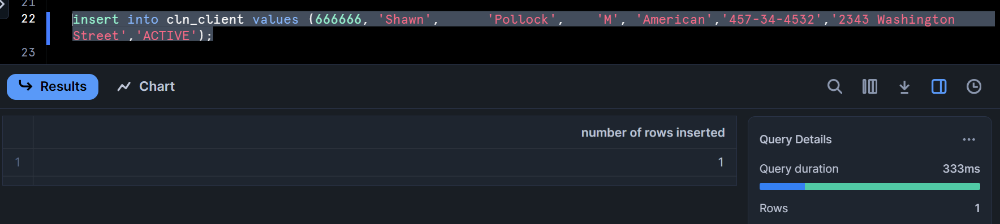 21
22 insert into cln_client values (666666, 'Shawn', 'Pollock', 'M', 'American','457-34-4532','2343 Washington
Street','ACTIVE');
23
Results Chart
number of rows inserted
1 1
Query Details
Query duration 333ms
Rows 1